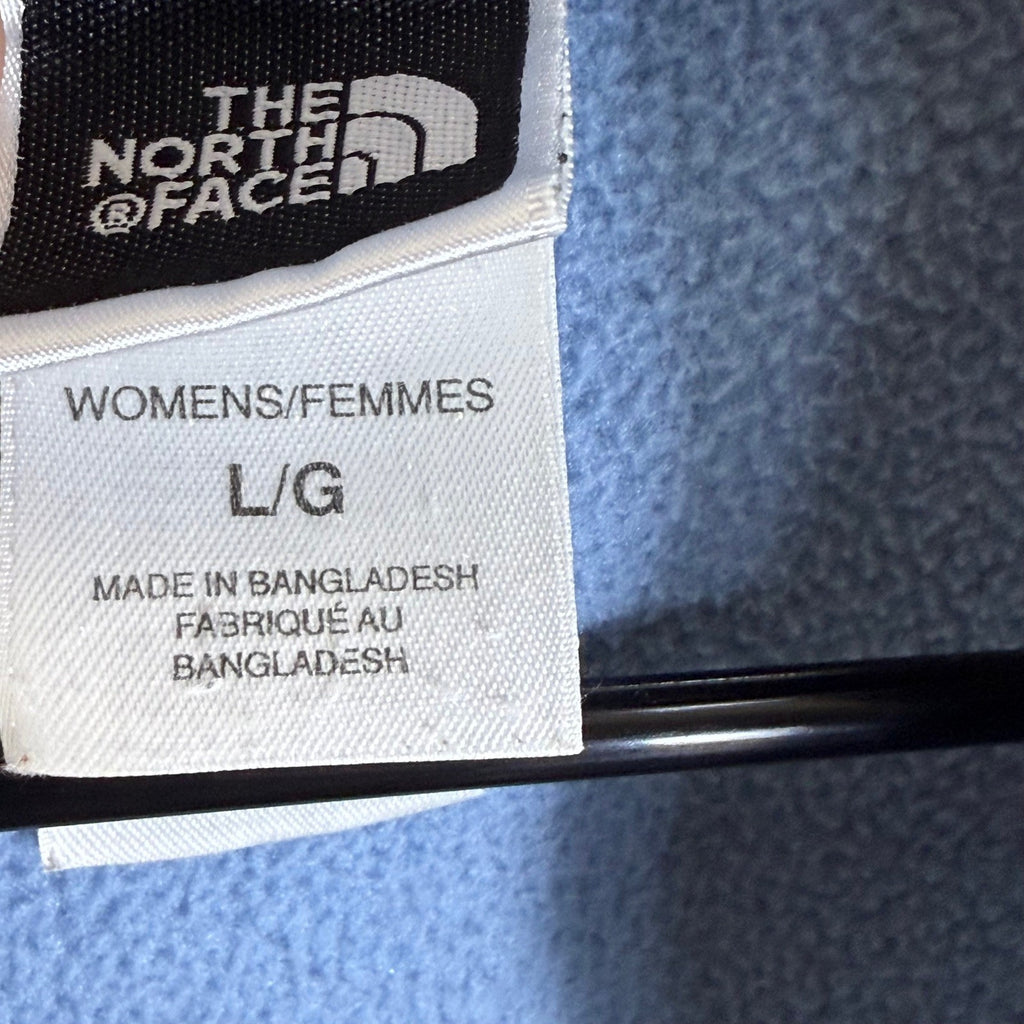 THE
NORTH
®FACE
WOMENS/FEMMES
L/G
MADE IN BANGLADESH
FABRIQUÉ AU
BANGLADESH